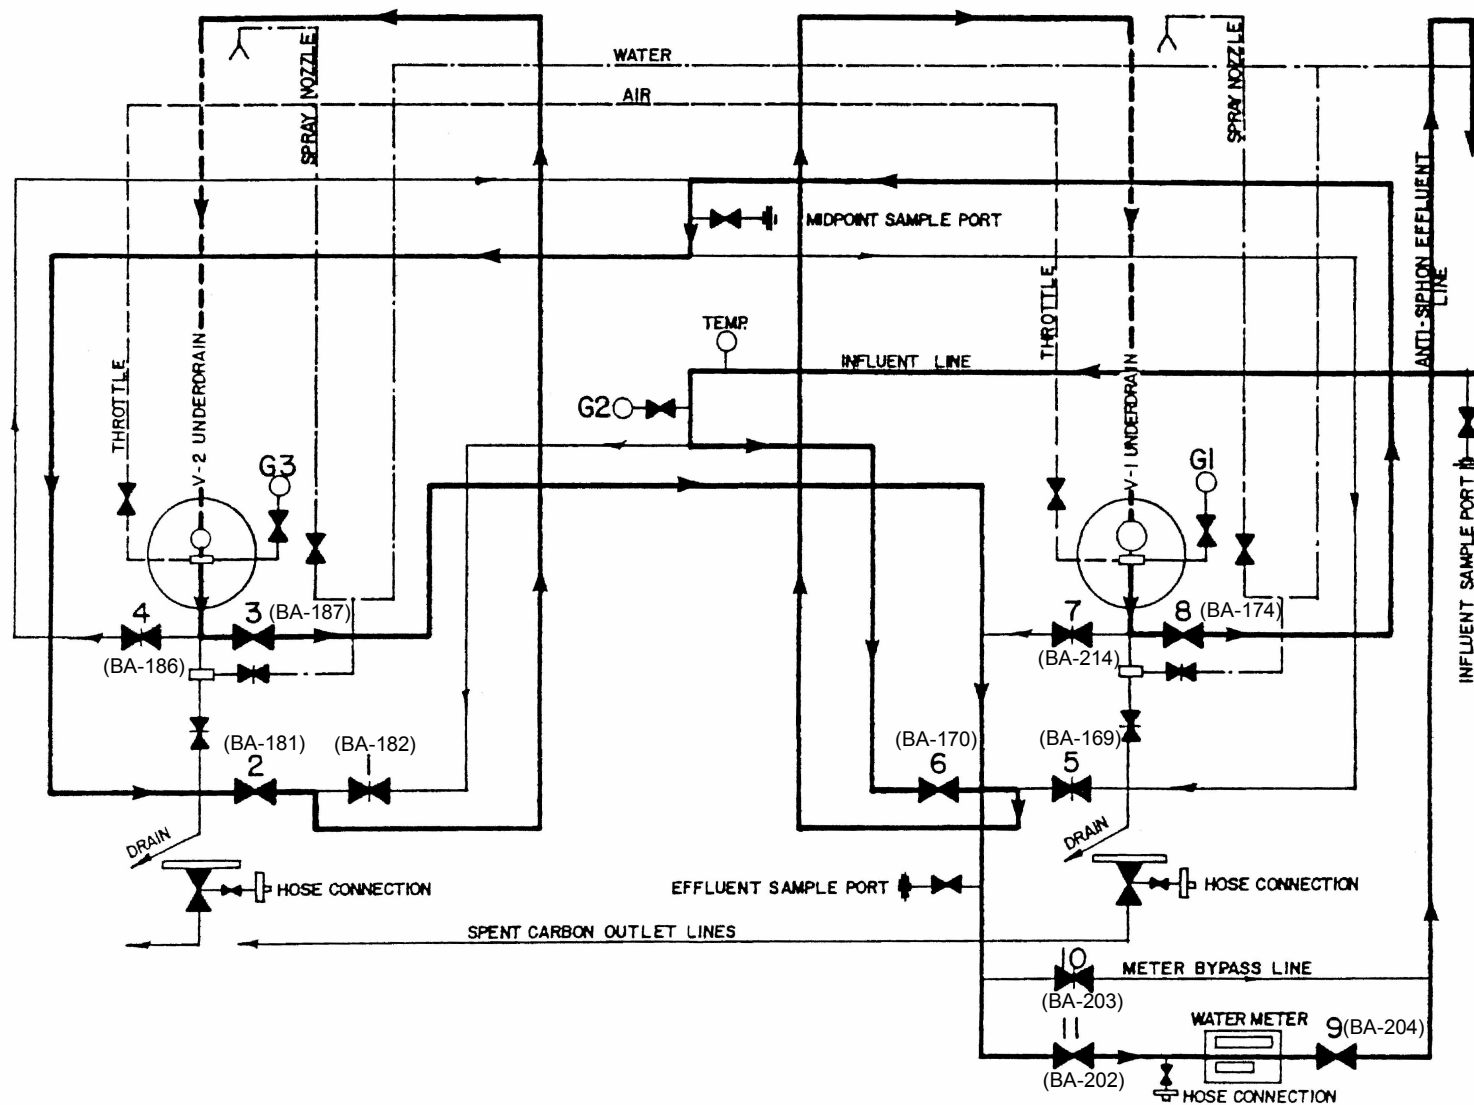 WATER
AIR
SPRAY NOZZLE
SPRAY NOZZLE
MIDPOINT SAMPLE PORT
ANTI-SIPHON EFFLUENT
LINE
THROTTLE
THROTTLE
V-2 UNDERDRAIN
V-1 UNDERDRAIN
TEMP.
INFLUENT LINE
G2
G3
G1
INFLUENT SAMPLE PORT
4
3 (BA-187)
(BA-186)
7
8 (BA-174)
(BA-214)
(BA-181)
2
(BA-182)
1
(BA-170)
6
(BA-169)
5
DRAIN
DRAIN
HOSE CONNECTION
EFFLUENT SAMPLE PORT
HOSE CONNECTION
SPENT CARBON OUTLET LINES
10
METER BYPASS LINE
(BA-203)
11
(BA-202)
WATER METER
9 (BA-204)
HOSE CONNECTION